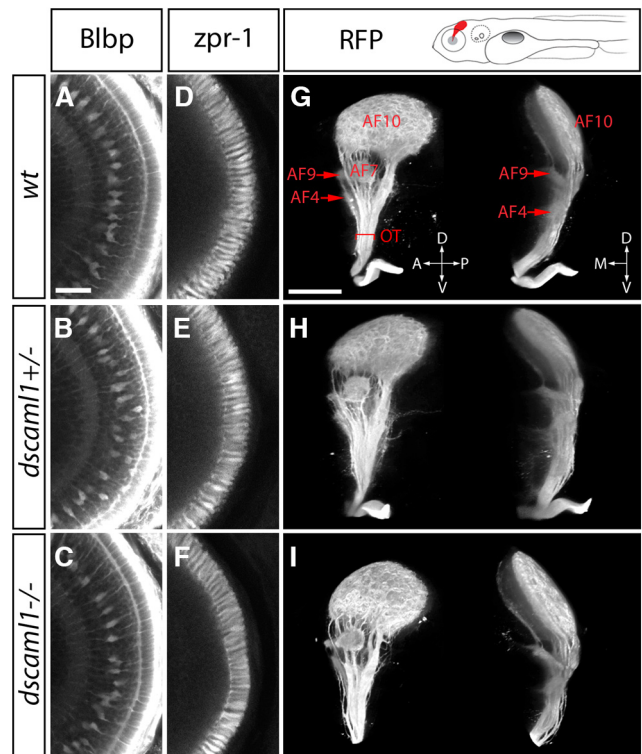 Blbp
zpr-1
RFP
wt
A
D
G
AF10
AF10
AF9
AF7
AF9
AF4
AF4
OT
D
A
P
V
D
M
V
dscaml1+/-
B
E
H
dscaml1-/-
C
F
I